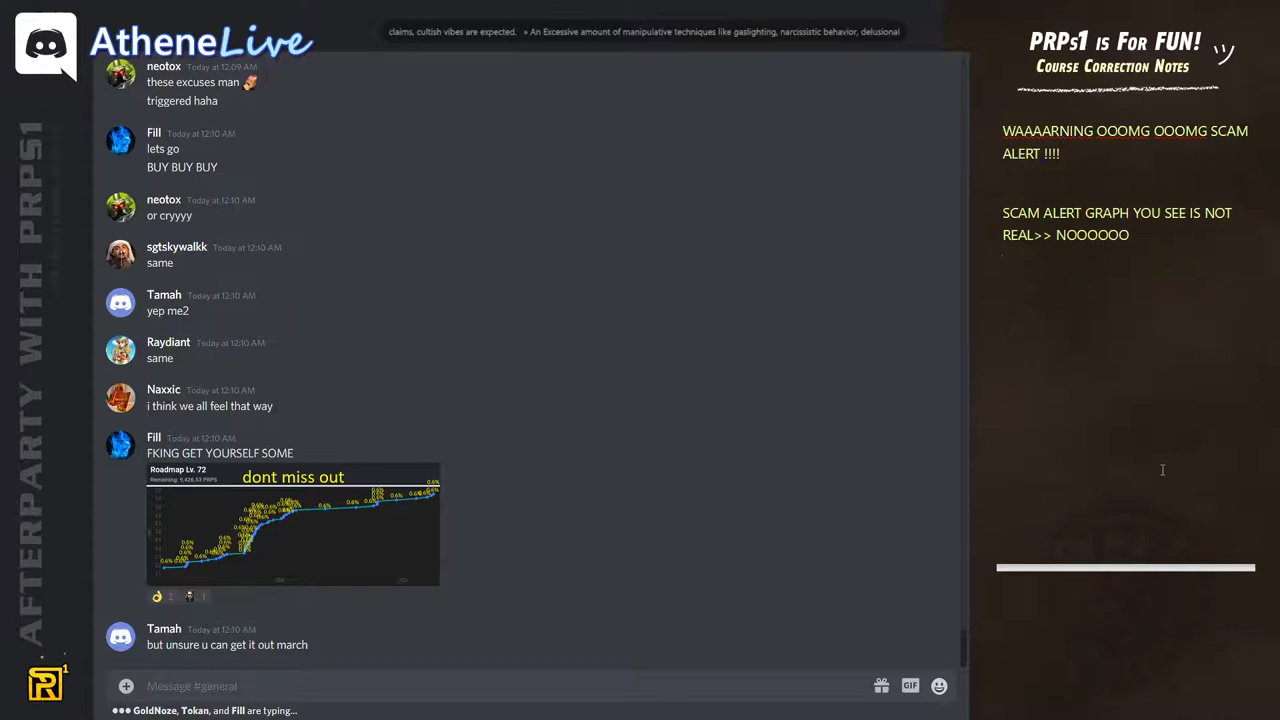 AtheneLive
claims, cultish vibes are expected. » An Excessive amount of manipulative techniques like gaslighting, narcissistic behavior, delusional
PRPs1 is For FUN! ツ
Course Correction Notes
WAAAARNING OOOMG OOOMG SCAM
ALERT !!!!
SCAM ALERT GRAPH YOU SEE IS NOT
REAL>> NOOOOOO
AFTERPARTY WITH PRPS1
neotox Today at 12:09 AM
these excuses man
triggered haha
Fill Today at 12:10 AM
lets go
BUY BUY BUY
neotox Today at 12:10 AM
or cryyyy
sgtskywalkk Today at 12:10 AM
same
Tamah Today at 12:10 AM
yep me2
Raydiant Today at 12:10 AM
same
Naxxic Today at 12:10 AM
i think we all feel that way
Fill Today at 12:10 AM
FKING GET YOURSELF SOME
Roadmap Lv. 72
dont miss out
Remaining: 9,426.53 PRPS
Tamah Today at 12:10 AM
but unsure u can get it out march
Message #general
GIF
GoldNoze, Tokan, and Fill are typing...